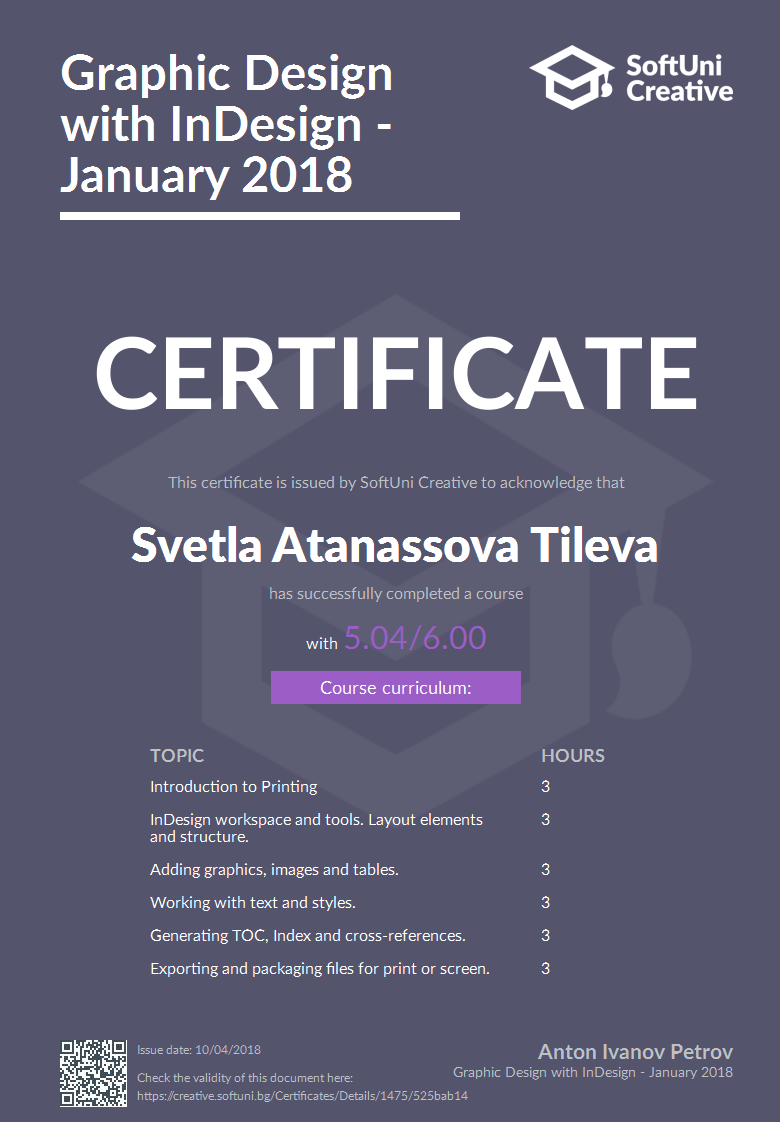 Graphic Design
with InDesign -
January 2018
SoftUni
Creative
CERTIFICATE
This certificate is issued by SoftUni Creative to acknowledge that
Svetla Atanassova Tileva
has successfully completed a course
with 5.04/6.00
Course curriculum:
TOPIC HOURS
Introduction to Printing 3
InDesign workspace and tools. Layout elements 3
and structure.
Adding graphics, images and tables. 3
Working with text and styles. 3
Generating TOC, Index and cross-references. 3
Exporting and packaging files for print or screen. 3
Issue date: 10/04/2018
Check the validity of this document here:
https://creative.softuni.bg/Certificates/Details/1475/525bab14
Anton Ivanov Petrov
Graphic Design with InDesign - January 2018